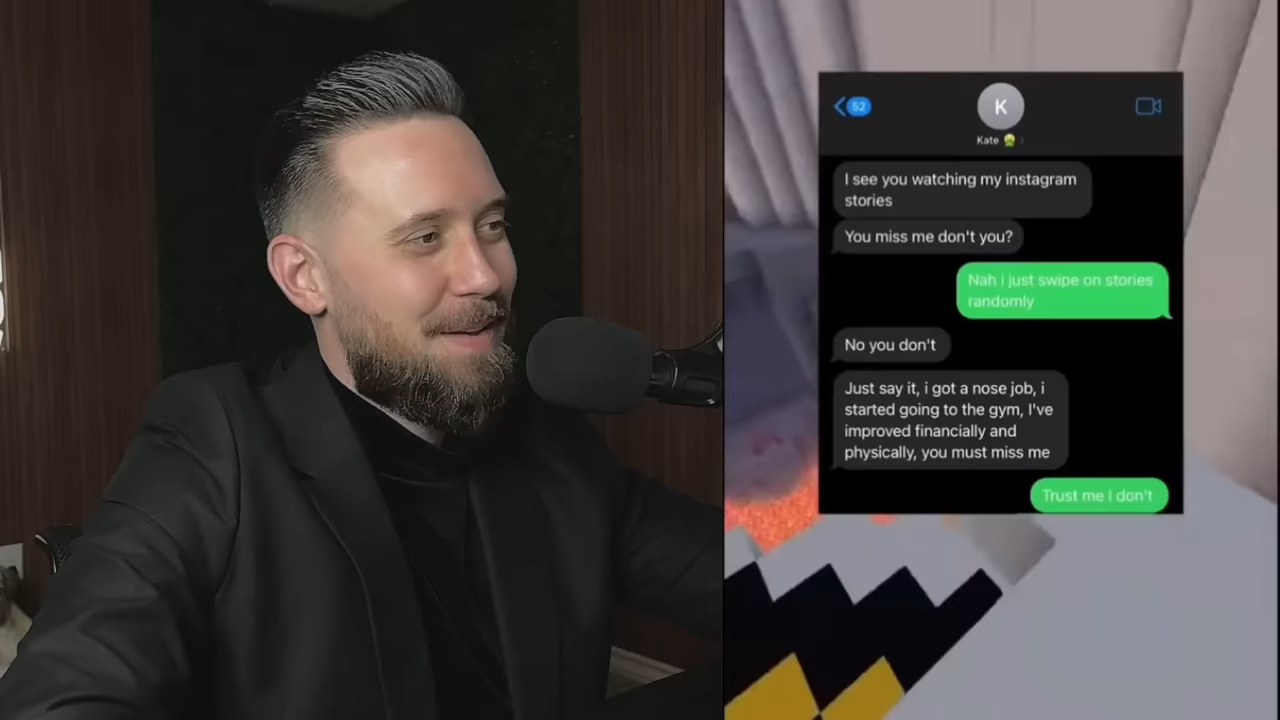 52
K
Kate 🤢
I see you watching my instagram
stories
You miss me don't you?
Nah i just swipe on stories
randomly
No you don't
Just say it, i got a nose job, i
started going to the gym, I've
improved financially and
physically, you must miss me
Trust me I don't